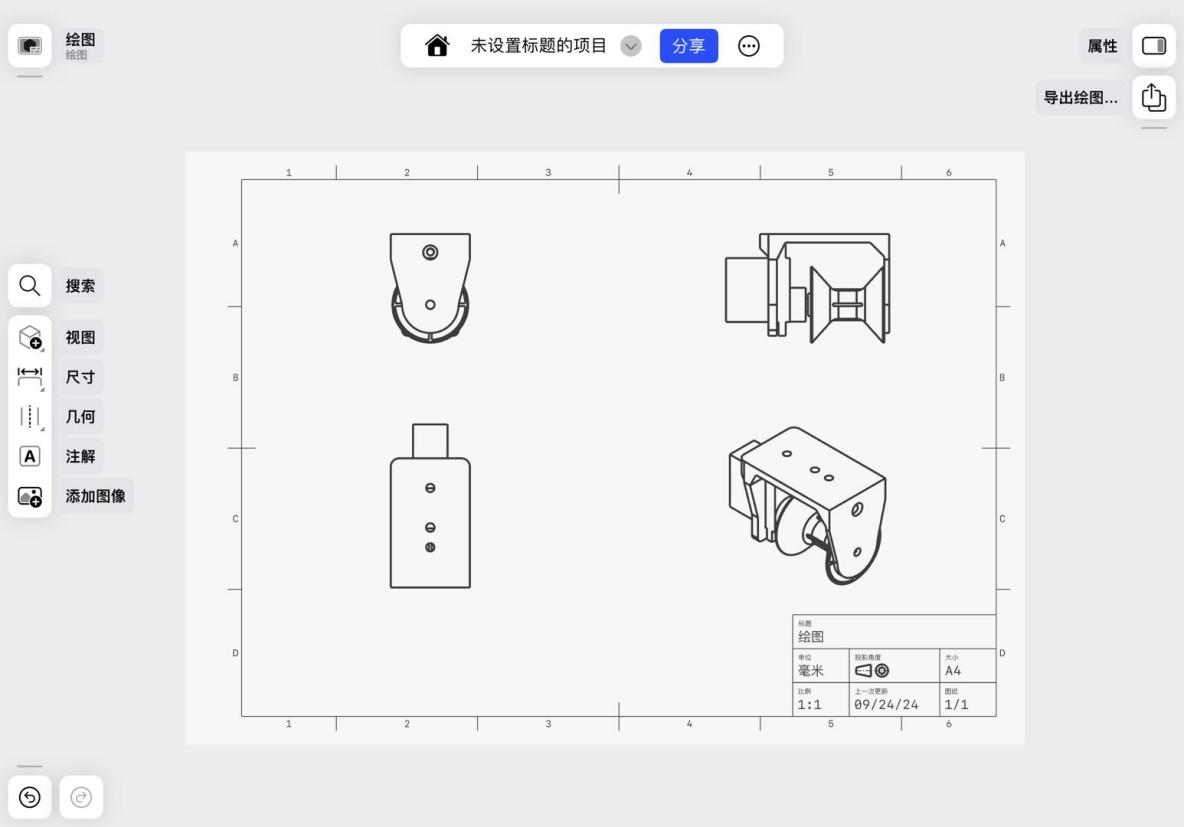 绘图
绘图
未设置标题的项目
分享
属性
导出绘图...
搜索
视图
尺寸
几何
A 注解
添加图像
1 2 3 4 5 6
A A
B B
C C
D D
标题
绘图
单位 投影角度 大小
毫米 A4
比例 上一次更新 图纸
1:1 09/24/24 1/1
1 2 3 4 5 6